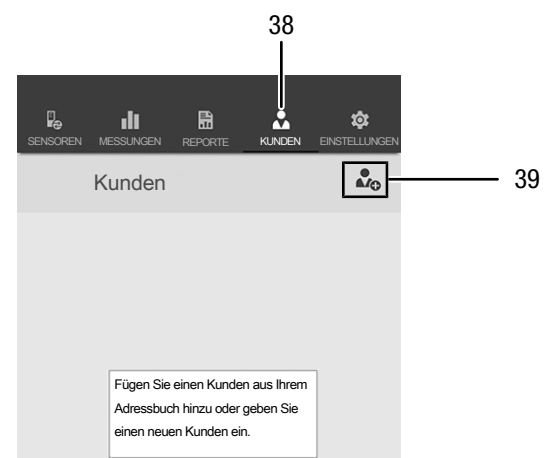 38
SENSOREN MESSUNGEN REPORTE KUNDEN EINSTELLUNGEN
Kunden
39
Fügen Sie einen Kunden aus Ihrem
Adressbuch hinzu oder geben Sie
einen neuen Kunden ein.